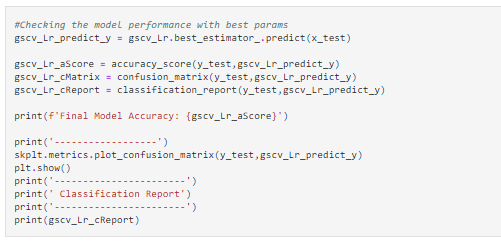 #Checking the model performance with best params
gscv_Lr_predict_y = gscv_Lr.best_estimator_.predict(x_test)
gscv_Lr_aScore = accuracy_score(y_test,gscv_Lr_predict_y)
gscv_Lr_cMatrix = confusion_matrix(y_test,gscv_Lr_predict_y)
gscv_Lr_cReport = classification_report(y_test,gscv_Lr_predict_y)
print(f'Final Model Accuracy: {gscv_Lr_aScore}')
print('------------------')
skplt.metrics.plot_confusion_matrix(y_test,gscv_Lr_predict_y)
plt.show()
print('-----------------------')
print(' Classification Report')
print('-----------------------')
print(gscv_Lr_cReport)